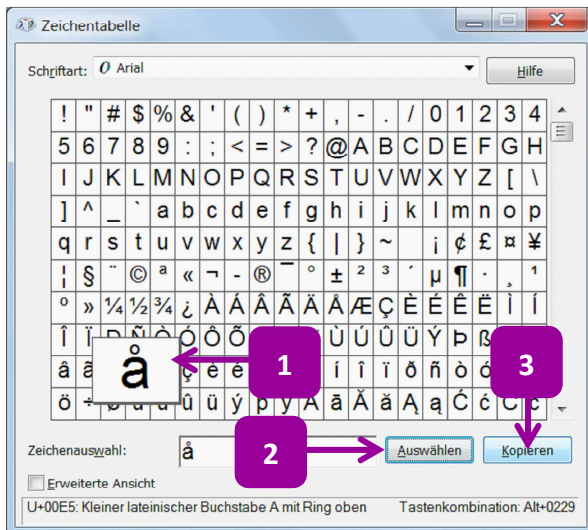 Zeichentabelle
Schriftart: O Arial Hilfe
! " # $ % & ' ( ) * + , - . / 0 1 2 3 4
5 6 7 8 9 : ; < = > ? @ A B C D E F G H
I J K L M N O P Q R S T U V W X Y Z [ \
] ^ _ ` a b c d e f g h i j k l m n o p
q r s t u v w x y z { | } ~ ¡ ¢ £ ¤ ¥
¦ § ¨ © ª « ¬ - ® ¯ ° ± ² ³ ´ µ ¶ · ¸ ¹
º » ¼ ½ ¾ ¿ À Á Â Ã Ä Å Æ Ç È É Ê Ë Ì Í
Î Ï Ñ Ò Ó Ô Õ Ù Ú Û Ü Ý Þ ß
â å ç è é 1 í î ï ð ñ ò ó 3
ö ÷ û ü ý þ ÿ ā Ă ă Ą ą Ć ć
Zeichenauswahl: å 2 Auswählen Kopieren
Erweiterte Ansicht
U+00E5: Kleiner lateinischer Buchstabe A mit Ring oben Tastenkombination: Alt+0229